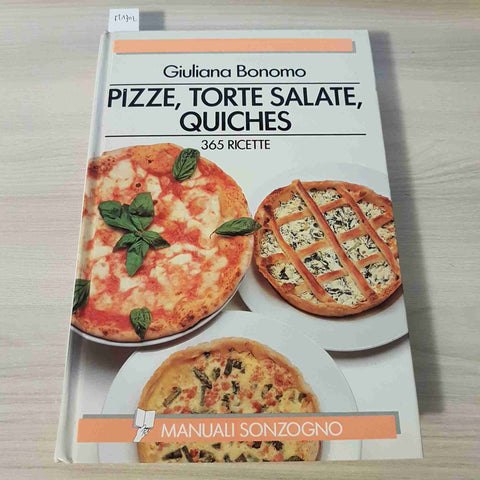 Giuliana Bonomo
PIZZE, TORTE SALATE,
QUICHES
365 RICETTE
MANUALI SONZOGNO